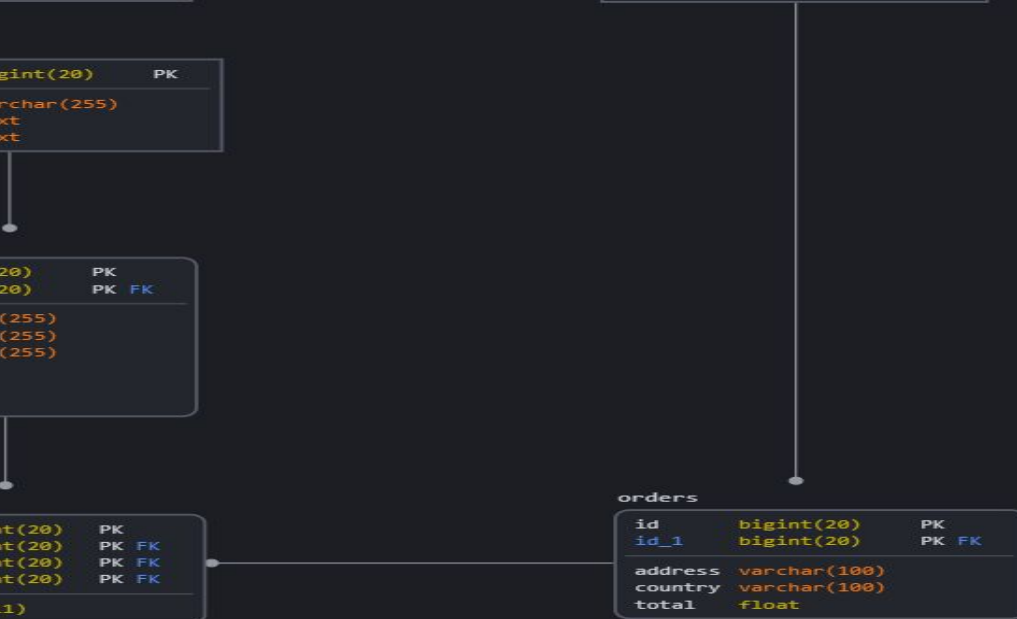 gint(20) PK
rchar(255)
xt
xt
20) PK
20) PK FK
(255)
(255)
(255)
nt(20) PK
nt(20) PK FK
nt(20) PK FK
nt(20) PK FK
11)
orders
id bigint(20) PK
id_1 bigint(20) PK FK
address varchar(100)
country varchar(100)
total float